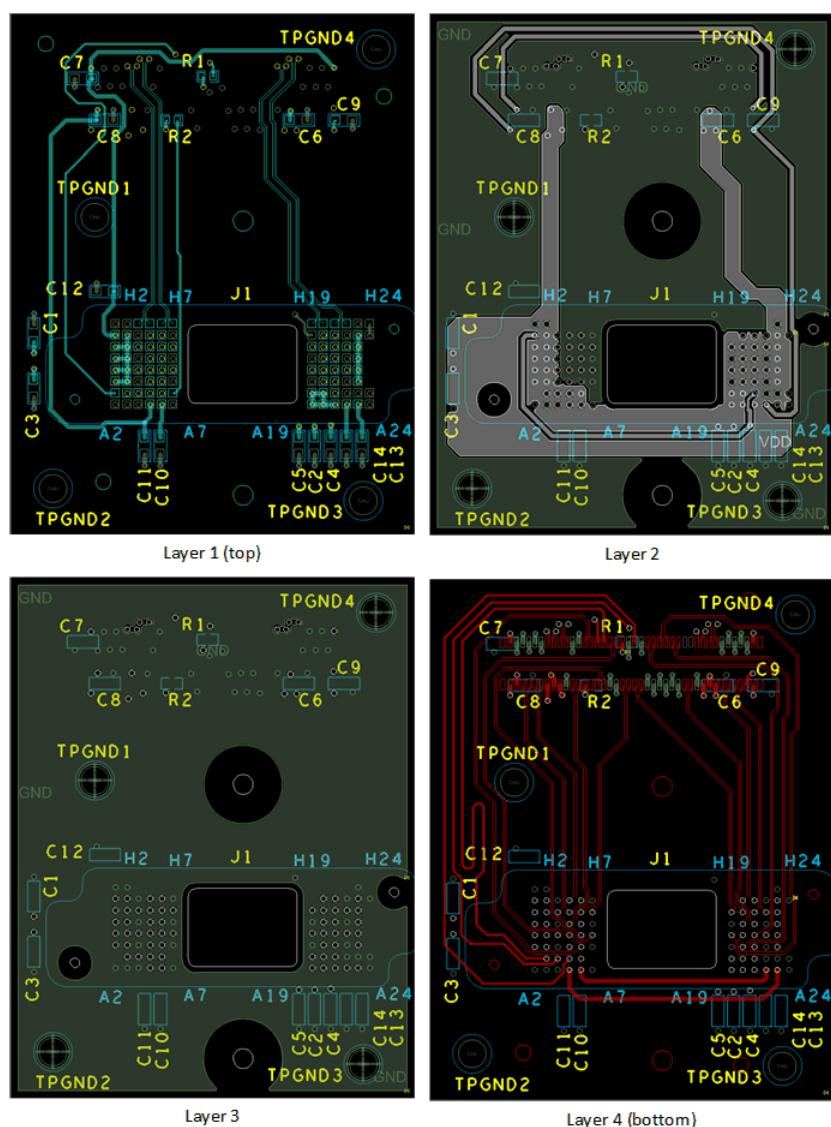 TPGND4
C7
R1
C9
C8
R2
C6
TPGND1
C12
H2
H7
J1
H19
H24
C1
C3
A2
A7
A19
A24
C11
C10
C5
C2
C4
C14
C13
TPGND2
TPGND3
Layer 1 (top)
GND
TPGND4
C7
R1
GND
C9
C8
R2
C6
TPGND1
GND
C12
H2
H7
J1
H19
H24
C1
C3
A2
A7
A19
A24
VDD
C11
C10
C5
C2
C4
C14
C13
TPGND2
TPGND3
GND
Layer 2
GND
TPGND4
C7
R1
GND
C9
C8
R2
C6
TPGND1
GND
C12
H2
H7
J1
H19
H24
C1
C3
A2
A7
A19
A24
C11
C10
C5
C2
C4
C14
C13
TPGND2
TPGND3
GND
Layer 3
TPGND4
C7
R1
C9
C8
R2
C6
TPGND1
C12
H2
H7
J1
H19
H24
C1
C3
A2
A7
A19
A24
C11
C10
C5
C2
C4
C14
C13
TPGND2
TPGND3
Layer 4 (bottom)